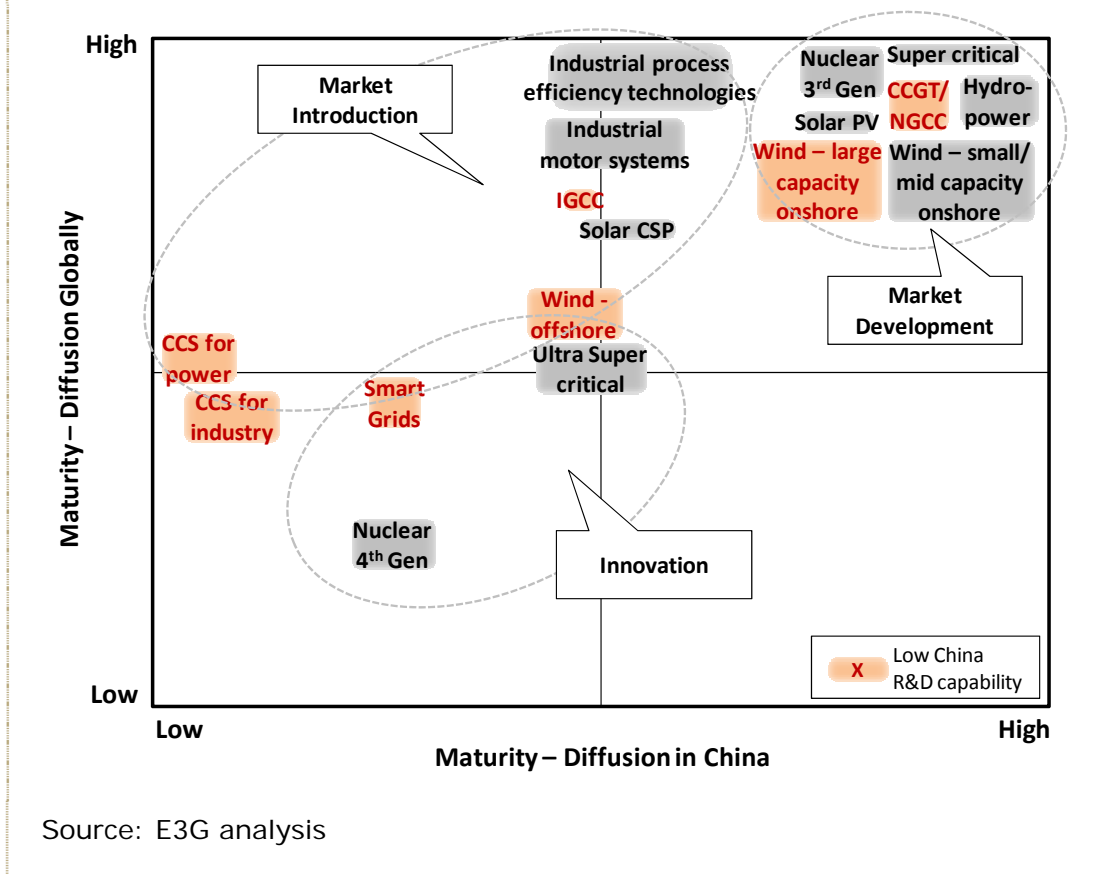 High
Market
Introduction
Industrial process
efficiency technologies
Industrial
motor systems
IGCC
Solar CSP
Nuclear
3rd Gen
Super critical
CCGT/
NGCC
Hydro-
power
Solar PV
Wind – large
capacity
onshore
Wind – small/
mid capacity
onshore
Market
Development
Wind -
offshore
Ultra Super
critical
CCS for
power
CCS for
industry
Smart
Grids
Nuclear
4th Gen
Innovation
X
Low China
R&D capability
Maturity – Diffusion Globally
Low
Low
High
Maturity – Diffusion in China
Source: E3G analysis